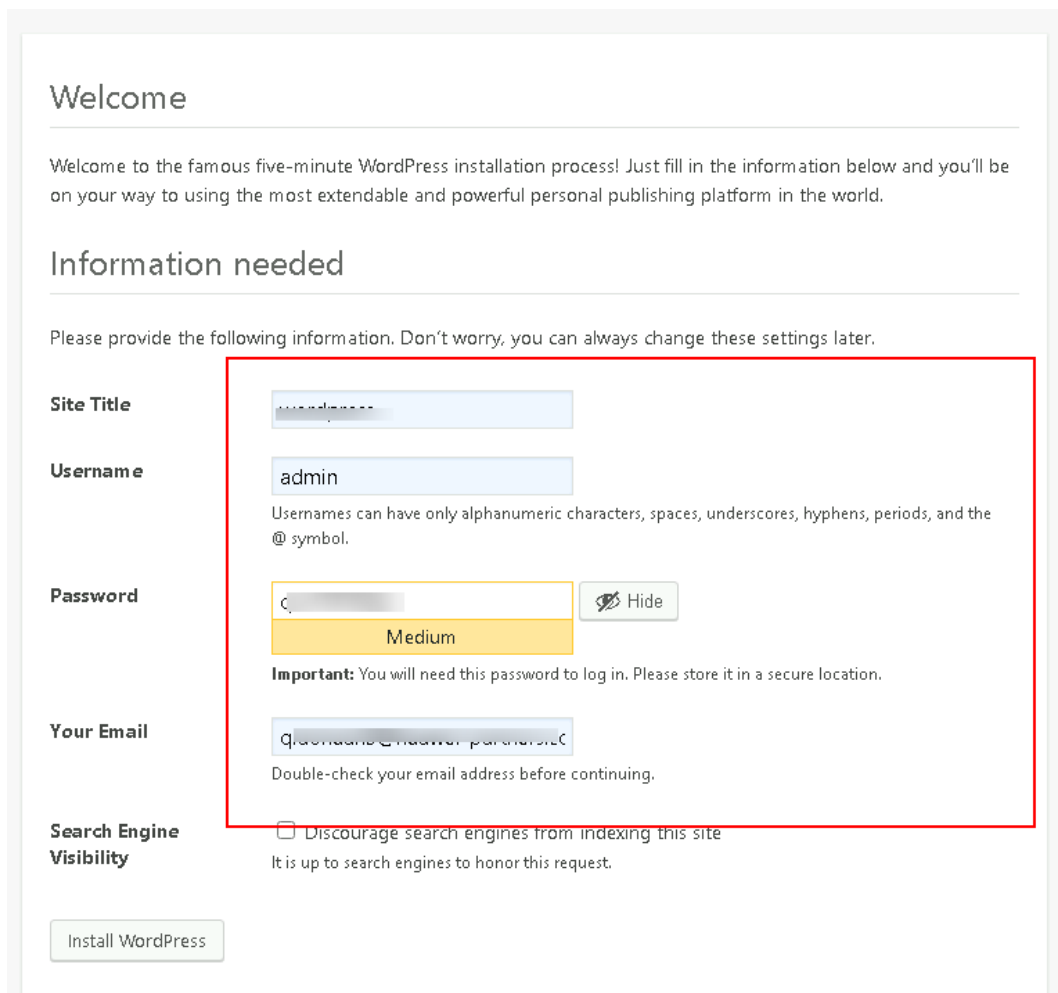 Welcome
Welcome to the famous five-minute WordPress installation process! Just fill in the information below and you'll be
on your way to using the most extendable and powerful personal publishing platform in the world.
Information needed
Please provide the following information. Don't worry, you can always change these settings later.
Site Title
Username
admin
Usernames can have only alphanumeric characters, spaces, underscores, hyphens, periods, and the
@ symbol.
Password
Hide
Medium
Important: You will need this password to log in. Please store it in a secure location.
Your Email
Double-check your email address before continuing.
Search Engine
Visibility
Discourage search engines from indexing this site
It is up to search engines to honor this request.
Install WordPress